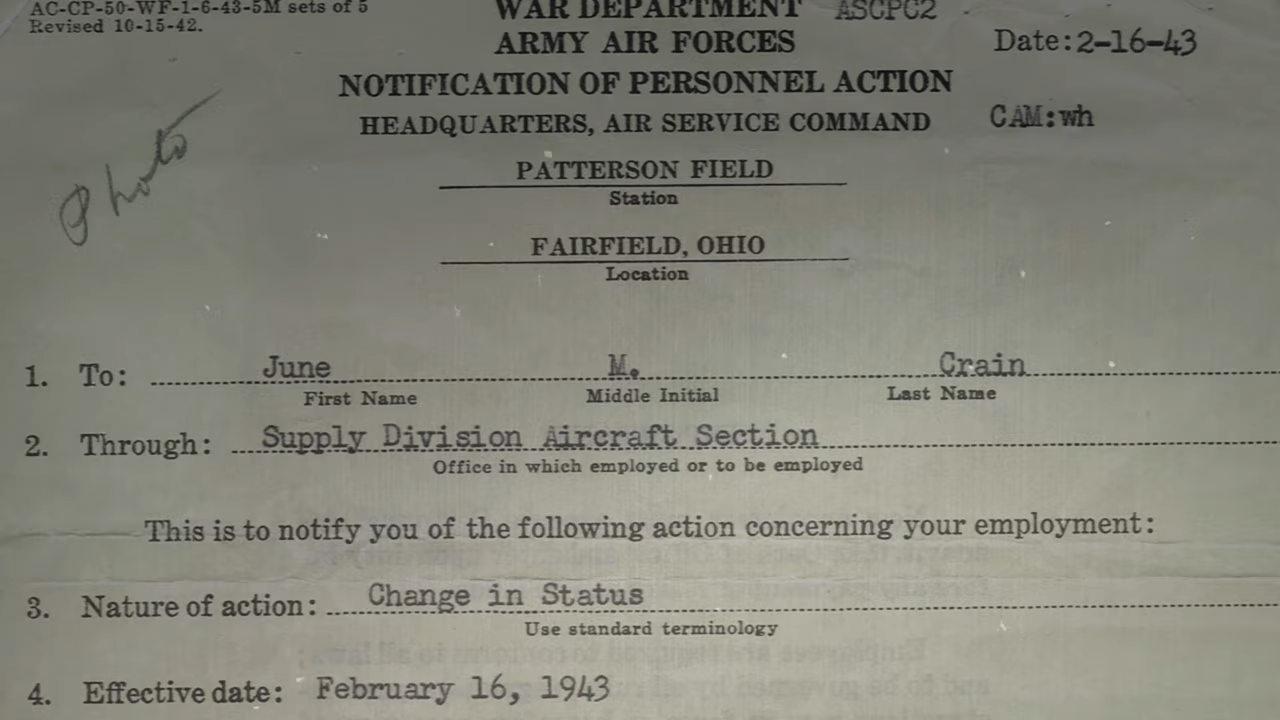 AC-CP-50-WF-1-6-43-5M sets of 5
Revised 10-15-42.
WAR DEPARTMENT ASCPC2
ARMY AIR FORCES
Date: 2-16-43
NOTIFICATION OF PERSONNEL ACTION
HEADQUARTERS, AIR SERVICE COMMAND
CAM:wh
Photo
PATTERSON FIELD
Station
FAIRFIELD, OHIO
Location
1. To: June M. Crain
First Name Middle Initial Last Name
2. Through: Supply Division Aircraft Section
Office in which employed or to be employed
This is to notify you of the following action concerning your employment:
3. Nature of action: Change in Status
Use standard terminology
4. Effective date: February 16, 1943